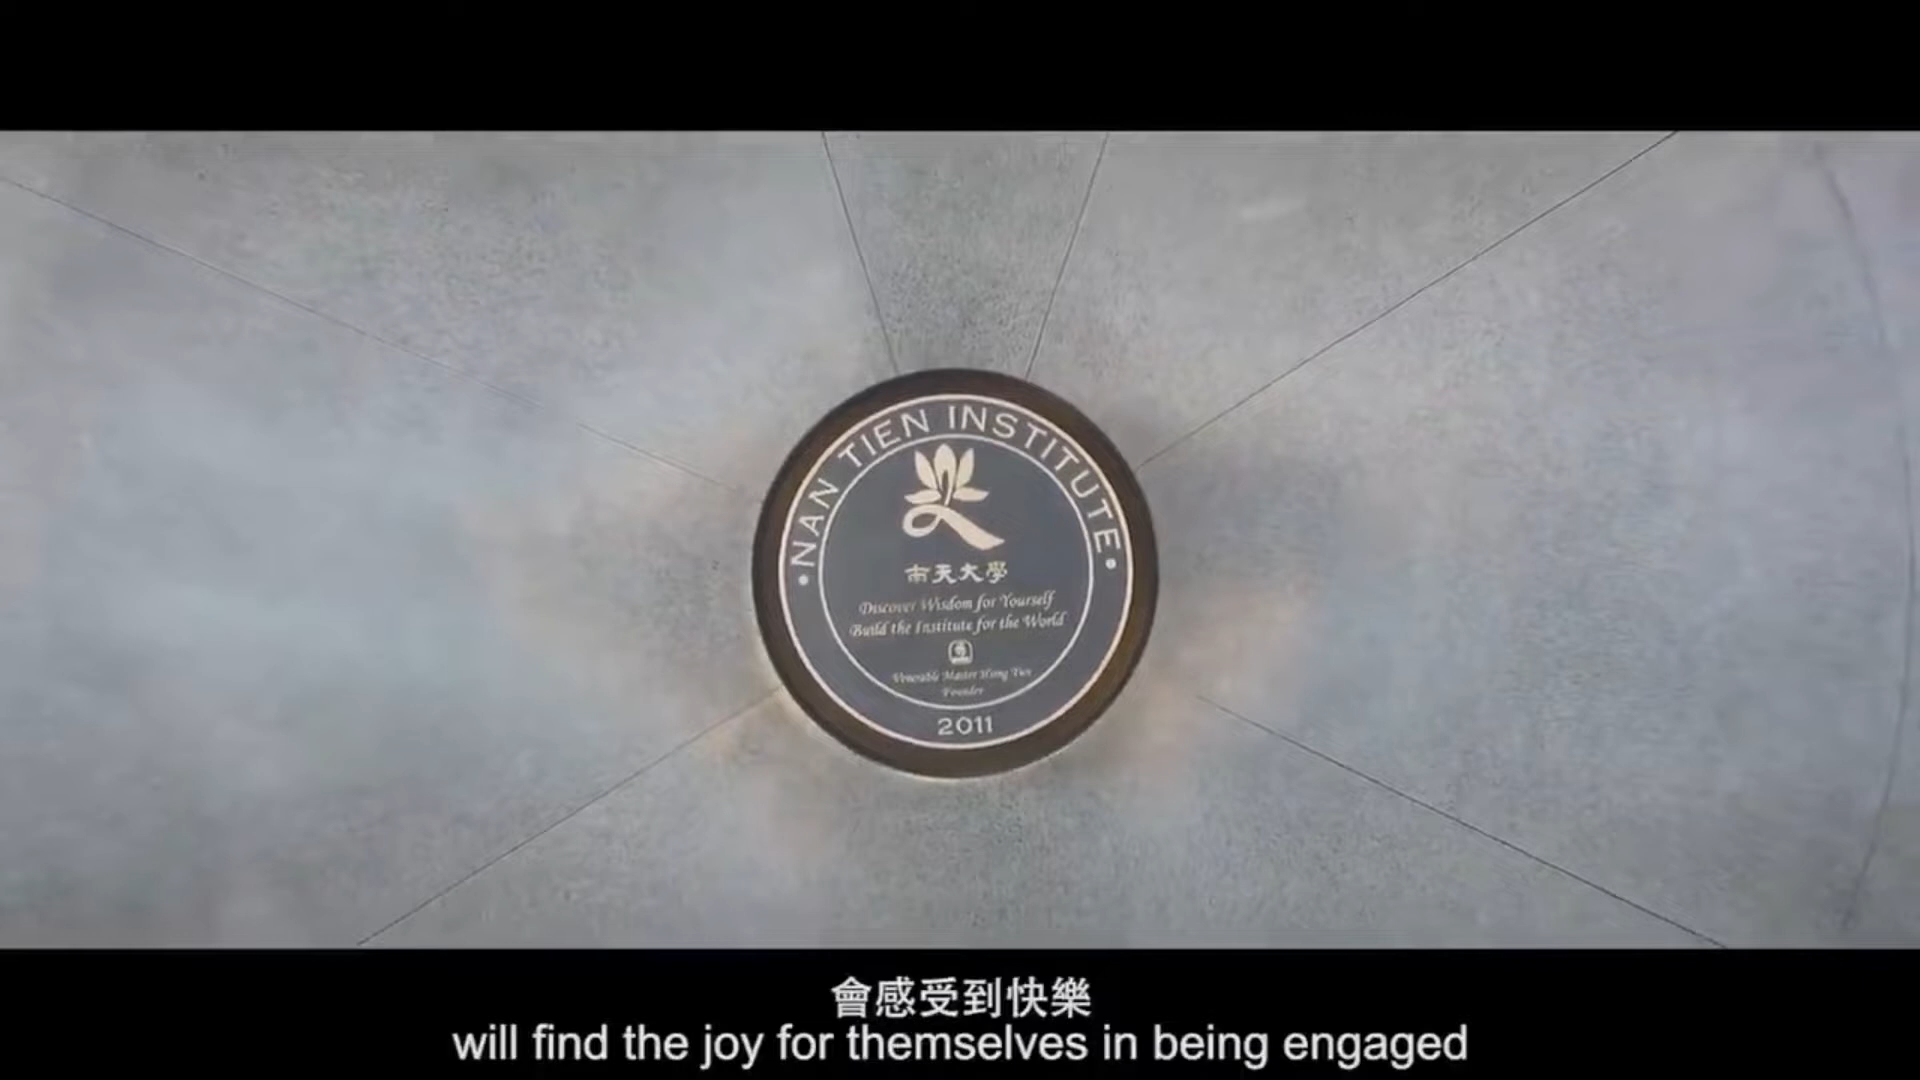 NAN TIEN INSTITUTE
南天大學
Discover Wisdom for Yourself
Build the Institute for the World
Venerable Master Hsing Yun
Founder
2011
會感受到快樂
will find the joy for themselves in being engaged